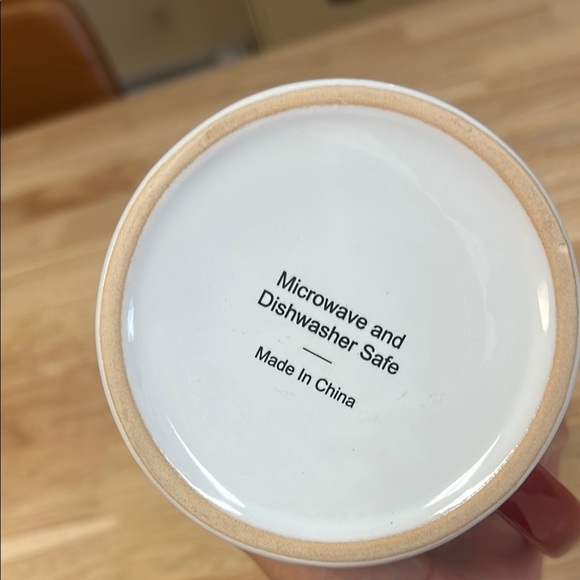 Microwave and
Dishwasher Safe
Made In China